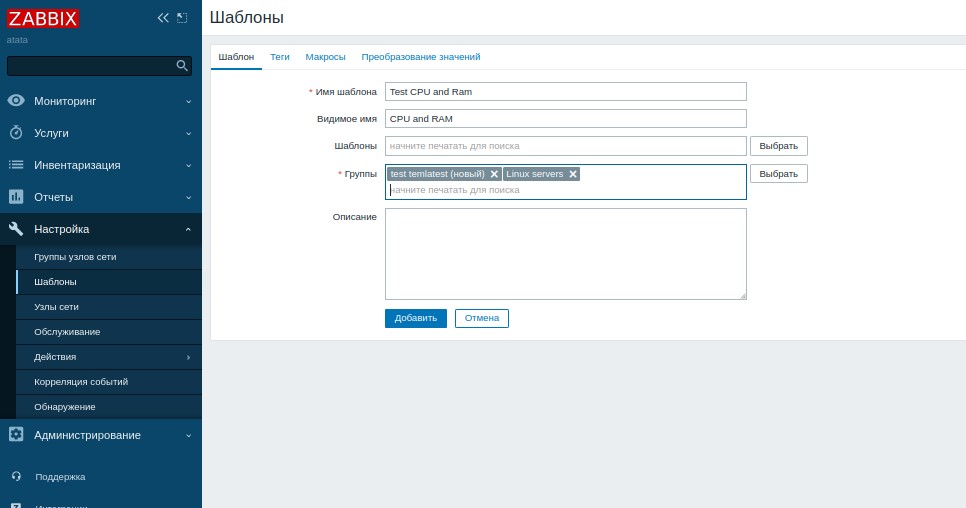 ZABBIX
atata
Мониторинг
Услуги
Инвентаризация
Отчеты
Настройка
Группы узлов сети
Шаблоны
Узлы сети
Обслуживание
Действия
Корреляция событий
Обнаружение
Администрирование
Поддержка
Шаблоны
Шаблон Теги Макросы Преобразование значений
* Имя шаблона Test CPU and Ram
Видимое имя CPU and RAM
Шаблоны начните печатать для поиска Выбрать
* Группы test temlatest (новый) Linux servers Выбрать
начните печатать для поиска
Описание
Добавить Отмена